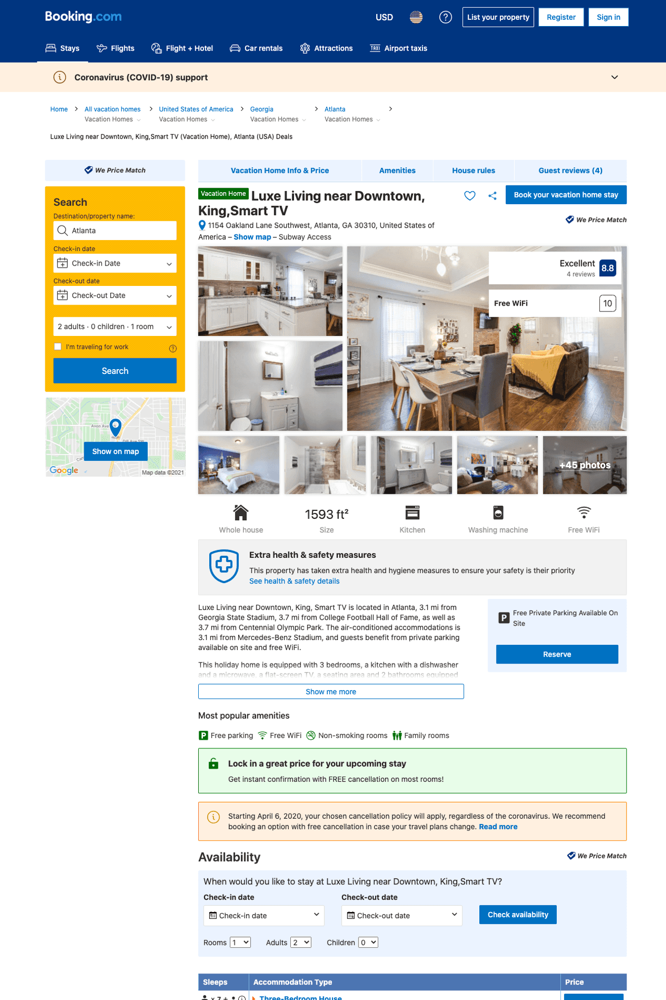 Booking.com
USD
List your property
Register
Sign in
Stays
Flights
Flight + Hotel
Car rentals
Attractions
TAXI
Airport taxis
Coronavirus (COVID-19) support
Home
All vacation homes
United States of America
Georgia
Atlanta
Vacation Homes
Vacation Homes
Vacation Homes
Vacation Homes
Luxe Living near Downtown, King,Smart TV (Vacation Home), Atlanta (USA) Deals
We Price Match
Search
Destination/property name:
Atlanta
Check-in date
Check-in Date
Check-out date
Check-out Date
2 adults · 0 children · 1 room
I'm traveling for work
Search
Avon Ave
Dill Ave SW
Show on map
Google
Map data ©2021
Vacation Home Info & Price
Amenities
House rules
Guest reviews (4)
Vacation Home Luxe Living near Downtown,
King,Smart TV
Book your vacation home stay
We Price Match
1154 Oakland Lane Southwest, Atlanta, GA 30310, United States of
America – Show map – Subway Access
Excellent
4 reviews
8.8
Free WiFi
10
+45 photos
1593 ft²
Whole house
Size
Kitchen
Washing machine
Free WiFi
Extra health & safety measures
This property has taken extra health and hygiene measures to ensure your safety is their priority
See health & safety details
Luxe Living near Downtown, King, Smart TV is located in Atlanta, 3.1 mi from
Georgia State Stadium, 3.7 mi from College Football Hall of Fame, as well as
3.7 mi from Centennial Olympic Park. The air-conditioned accommodations is
3.1 mi from Mercedes-Benz Stadium, and guests benefit from private parking
available on site and free WiFi.
This holiday home is equipped with 3 bedrooms, a kitchen with a dishwasher
and a microwave, a flat-screen TV, a seating area and 2 bathrooms equipped
Show me more
P
Free Private Parking Available On
Site
Reserve
Most popular amenities
P Free parking
Free WiFi
Non-smoking rooms
Family rooms
Lock in a great price for your upcoming stay
Get instant confirmation with FREE cancellation on most rooms!
Starting April 6, 2020, your chosen cancellation policy will apply, regardless of the coronavirus. We recommend
booking an option with free cancellation in case your travel plans change. Read more
Availability
We Price Match
When would you like to stay at Luxe Living near Downtown, King,Smart TV?
Check-in date
Check-out date
Check-in date
Check-out date
Check availability
Rooms 1
Adults 2
Children 0
Sleeps
Accommodation Type
Price
× 7 +
Three-Bedroom House